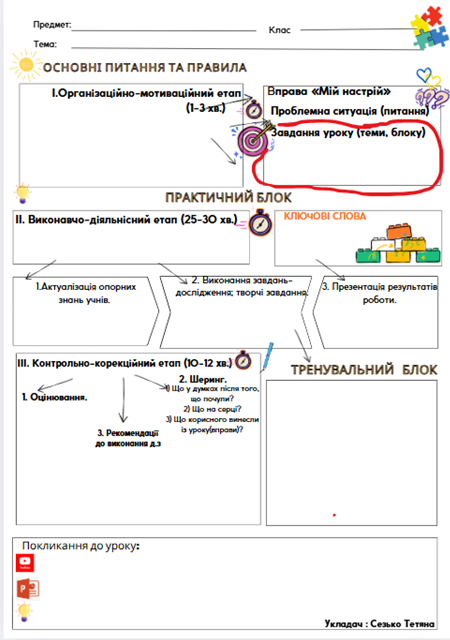 Предмет:
Клас
Тема:
ОСНОВНІ ПИТАННЯ ТА ПРАВИЛА
І.Організаційно-мотиваційний етап
(1-3 хв.)
Вправа «Мій настрій»
Проблемна ситуація (питання)
Завдання уроку (теми, блоку)
ПРАКТИЧНИЙ БЛОК
ІІ. Виконавчо-діяльнісний етап (25-30 хв.)
КЛЮЧОВІ СЛОВА
1.Актуалізація опорних
знань учнів.
2. Виконання завдань-
дослідження; творчі завдання.
3. Презентація результатів
роботи.
ІІІ. Контрольно-корекційний етап (10-12 хв.)
ТРЕНУВАЛЬНИЙ БЛОК
1. Оцінювання.
2. Шеринг.
1) Що у думках після того,
що почули?
2) Що на серці?
3) Що корисного винесли
із уроку(вправи)?
3. Рекомендації
до виконання д.з
Покликання до уроку:
Укладач : Сезько Тетяна